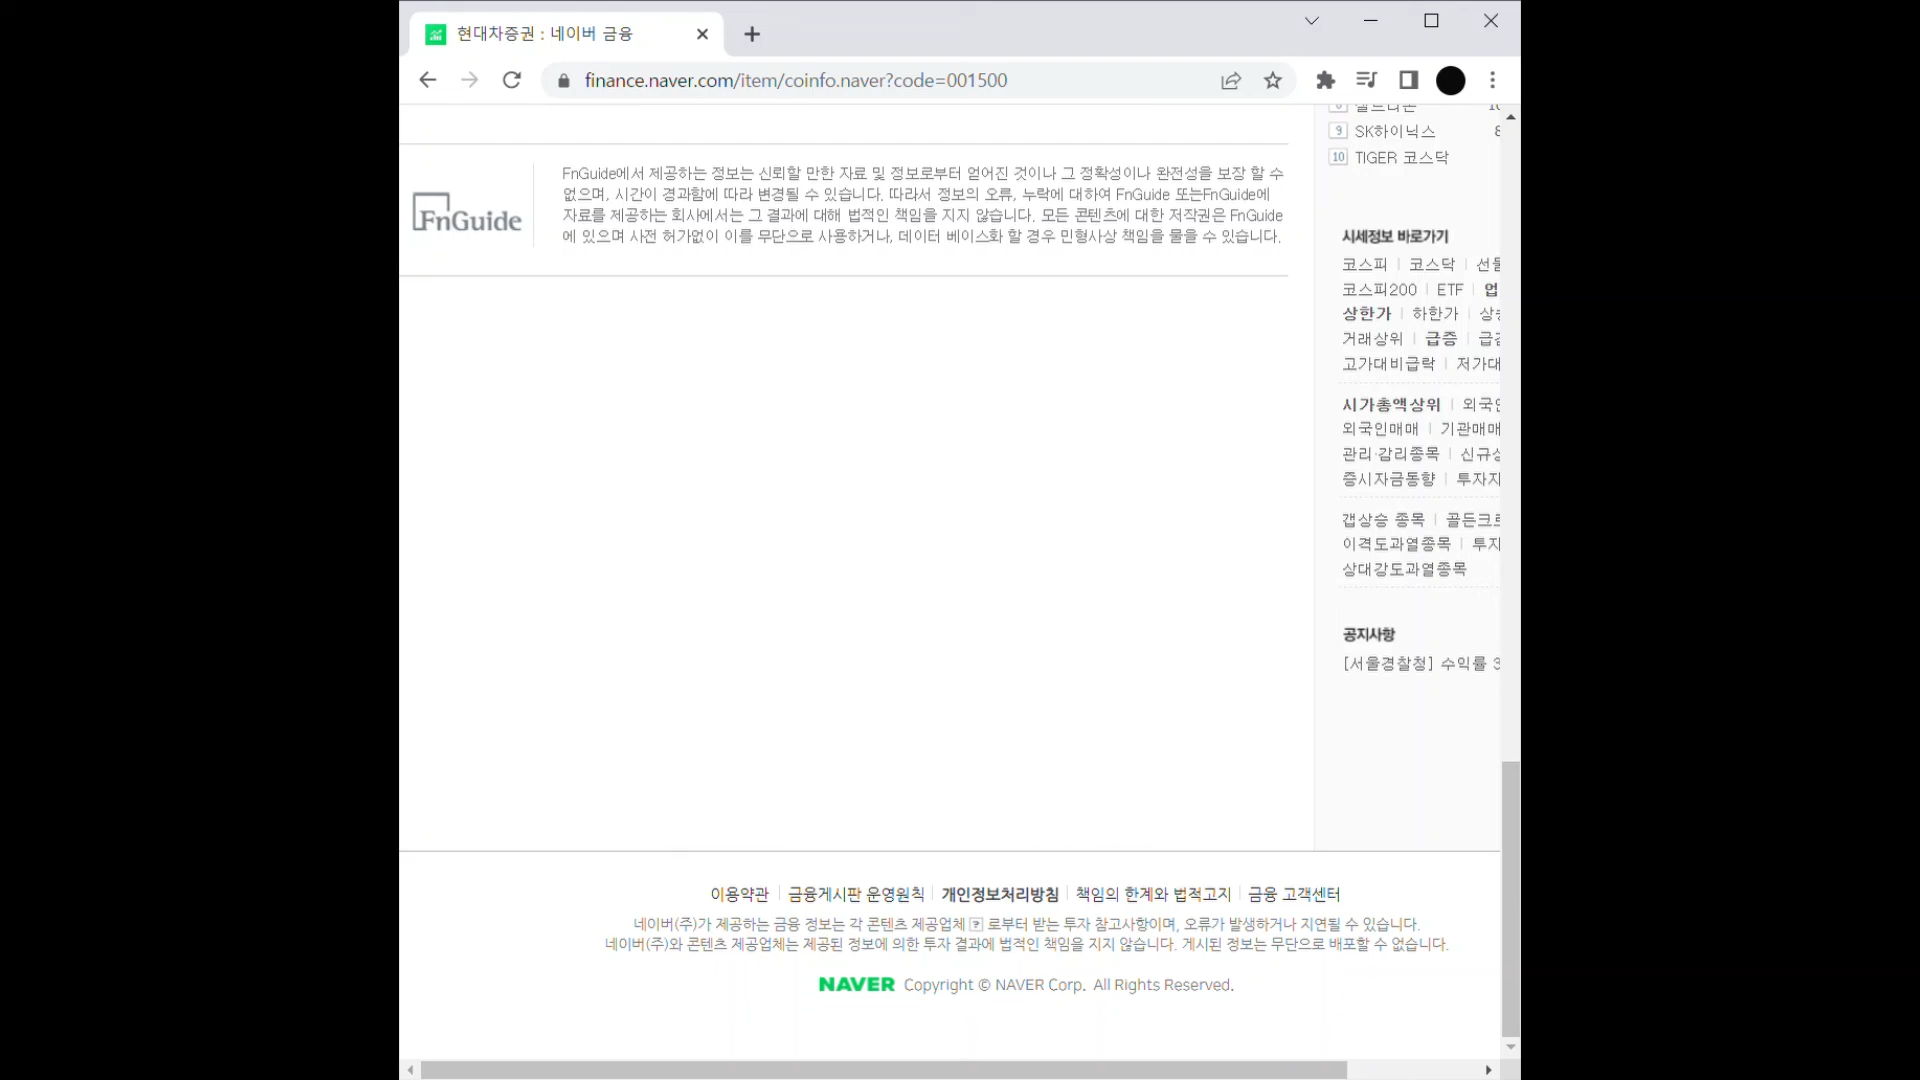 현대차증권 : 네이버 금융
finance.naver.com/item/coinfo.naver?code=001500
9 SK하이닉스
10 TIGER 코스닥
FnGuide
FnGuide에서 제공하는 정보는 신뢰할 만한 자료 및 정보로부터 얻어진 것이나 그 정확성이나 완전성을 보장 할 수
없으며, 시간이 경과함에 따라 변경될 수 있습니다. 따라서 정보의 오류, 누락에 대하여 FnGuide 또는FnGuide에
자료를 제공하는 회사에서는 그 결과에 대해 법적인 책임을 지지 않습니다. 모든 콘텐츠에 대한 저작권은 FnGuide
에 있으며 사전 허가없이 이를 무단으로 사용하거나, 데이터 베이스화 할 경우 민형사상 책임을 물을 수 있습니다.
시세정보 바로가기
코스피 | 코스닥 |
코스피200 | ETF | 업
상한가 | 하한가 |
거래상위 | 급증 |
고가대비급락 | 저가대
시가총액상위 | 외국
외국인매매 | 기관매매
관리·감리종목 | 신규
증시자금동향 | 투자
갭상승 종목 | 골든크
이격도과열종목 | 투자
상대강도과열종목
공지사항
[서울경찰청] 수익률 3
이용약관 | 금융게시판 운영원칙 | 개인정보처리방침 | 책임의 한계와 법적고지 | 금융 고객센터
네이버(주)가 제공하는 금융 정보는 각 콘텐츠 제공업체 ? 로부터 받는 투자 참고사항이며, 오류가 발생하거나 지연될 수 있습니다.
네이버(주)와 콘텐츠 제공업체는 제공된 정보에 의한 투자 결과에 법적인 책임을 지지 않습니다. 게시된 정보는 무단으로 배포할 수 없습니다.
NAVER Copyright © NAVER Corp. All Rights Reserved.